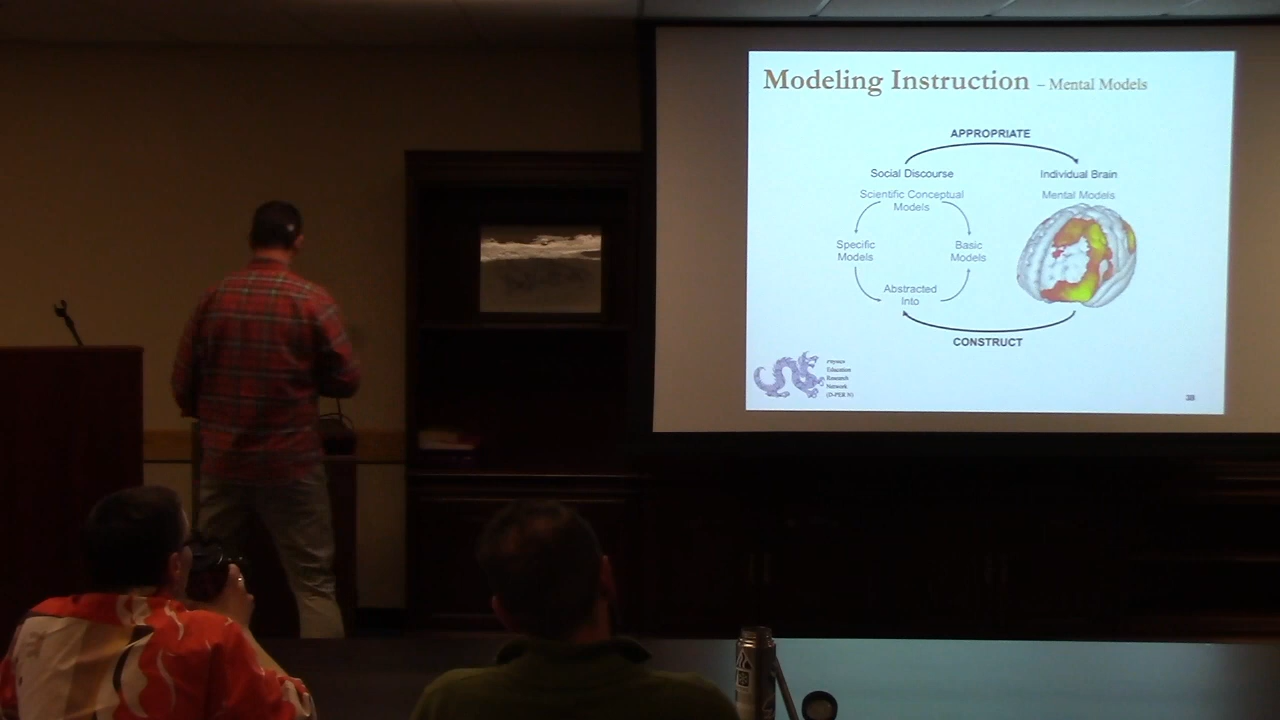 Modeling Instruction – Mental Models
APPROPRIATE
Social Discourse
Individual Brain
Scientific Conceptual
Models
Mental Models
Specific
Models
Basic
Models
Abstracted
Into
CONSTRUCT
Physics
Education
Research
Network
(D-PER N)
38